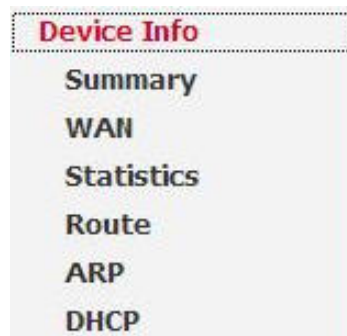 Device Info
Summary
WAN
Statistics
Route
ARP
DHCP